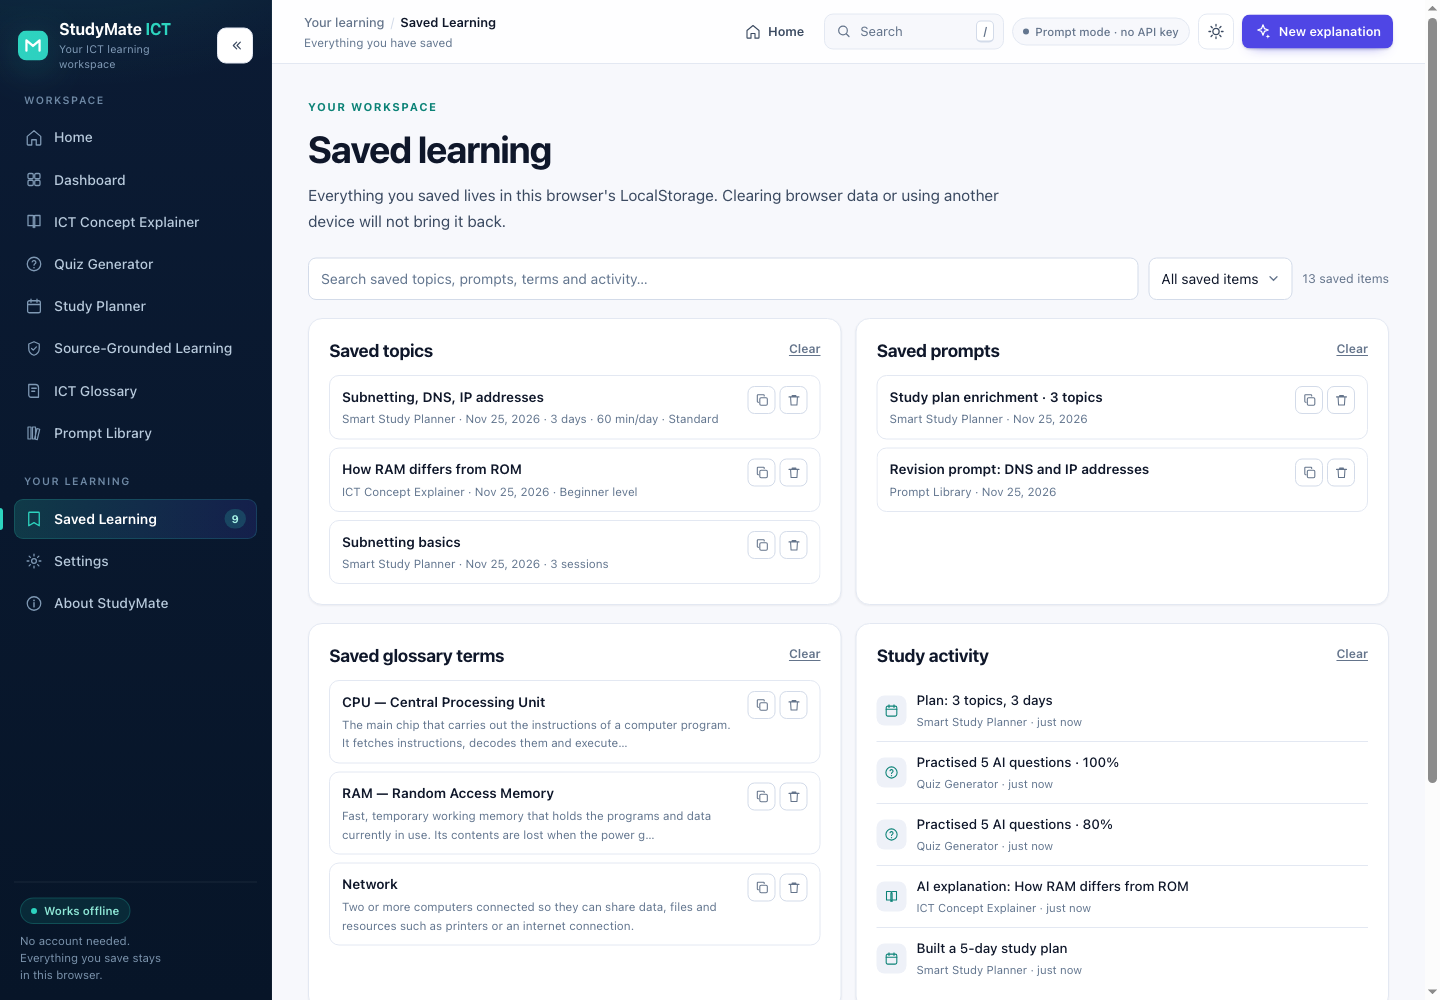 StudyMate ICT
Your ICT learning
workspace
WORKSPACE
Home
Dashboard
ICT Concept Explainer
Quiz Generator
Study Planner
Source-Grounded Learning
ICT Glossary
Prompt Library
YOUR LEARNING
Saved Learning 9
Settings
About StudyMate
Works offline
No account needed.
Everything you save stays
in this browser.
Your learning / Saved Learning
Everything you have saved
Home
Search /
Prompt mode · no API key
New explanation
YOUR WORKSPACE
Saved learning
Everything you saved lives in this browser's LocalStorage. Clearing browser data or using another
device will not bring it back.
Search saved topics, prompts, terms and activity...
All saved items
13 saved items
Saved topics
Clear
Subnetting, DNS, IP addresses
Smart Study Planner · Nov 25, 2026 · 3 days · 60 min/day · Standard
How RAM differs from ROM
ICT Concept Explainer · Nov 25, 2026 · Beginner level
Subnetting basics
Smart Study Planner · Nov 25, 2026 · 3 sessions
Saved prompts
Clear
Study plan enrichment · 3 topics
Smart Study Planner · Nov 25, 2026
Revision prompt: DNS and IP addresses
Prompt Library · Nov 25, 2026
Saved glossary terms
Clear
CPU — Central Processing Unit
The main chip that carries out the instructions of a computer program.
It fetches instructions, decodes them and execute...
RAM — Random Access Memory
Fast, temporary working memory that holds the programs and data
currently in use. Its contents are lost when the power g...
Network
Two or more computers connected so they can share data, files and
resources such as printers or an internet connection.
Study activity
Clear
Plan: 3 topics, 3 days
Smart Study Planner · just now
Practised 5 AI questions · 100%
Quiz Generator · just now
Practised 5 AI questions · 80%
Quiz Generator · just now
AI explanation: How RAM differs from ROM
ICT Concept Explainer · just now
Built a 5-day study plan
Smart Study Planner · just now